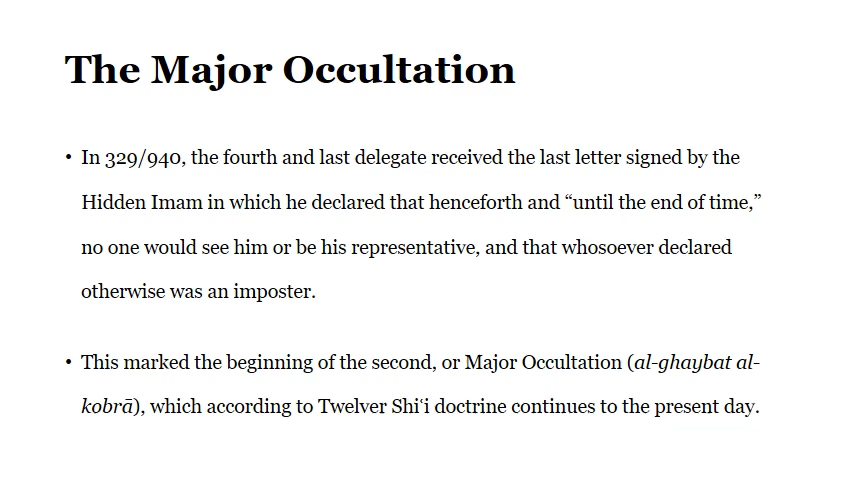 The Major Occultation
• In 329/940, the fourth and last delegate received the last letter signed by the
Hidden Imam in which he declared that henceforth and “until the end of time,”
no one would see him or be his representative, and that whosoever declared
otherwise was an imposter.
• This marked the beginning of the second, or Major Occultation (al-ghaybat al-
kobrā), which according to Twelver Shiʿi doctrine continues to the present day.